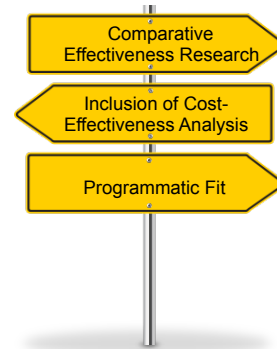 Comparative
Effectiveness Research
Inclusion of Cost-
Effectiveness Analysis
Programmatic Fit